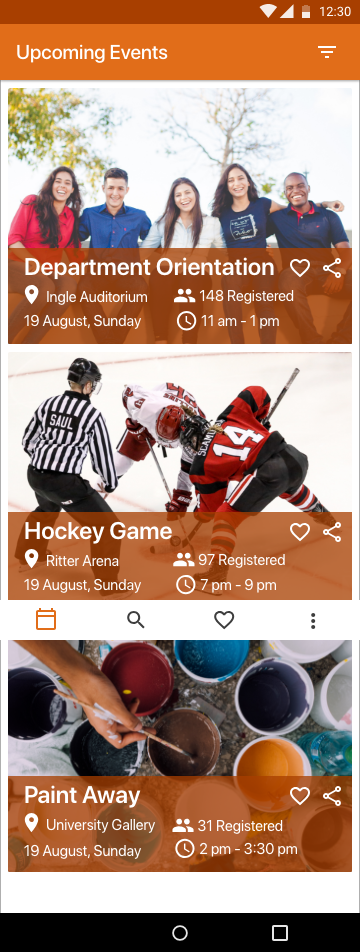 12:30
Upcoming Events
Department Orientation
Ingle Auditorium
148 Registered
19 August, Sunday
11 am - 1 pm
SAUL
14
Hockey Game
Ritter Arena
97 Registered
19 August, Sunday
7 pm - 9 pm
Paint Away
University Gallery
31 Registered
19 August, Sunday
2 pm - 3:30 pm